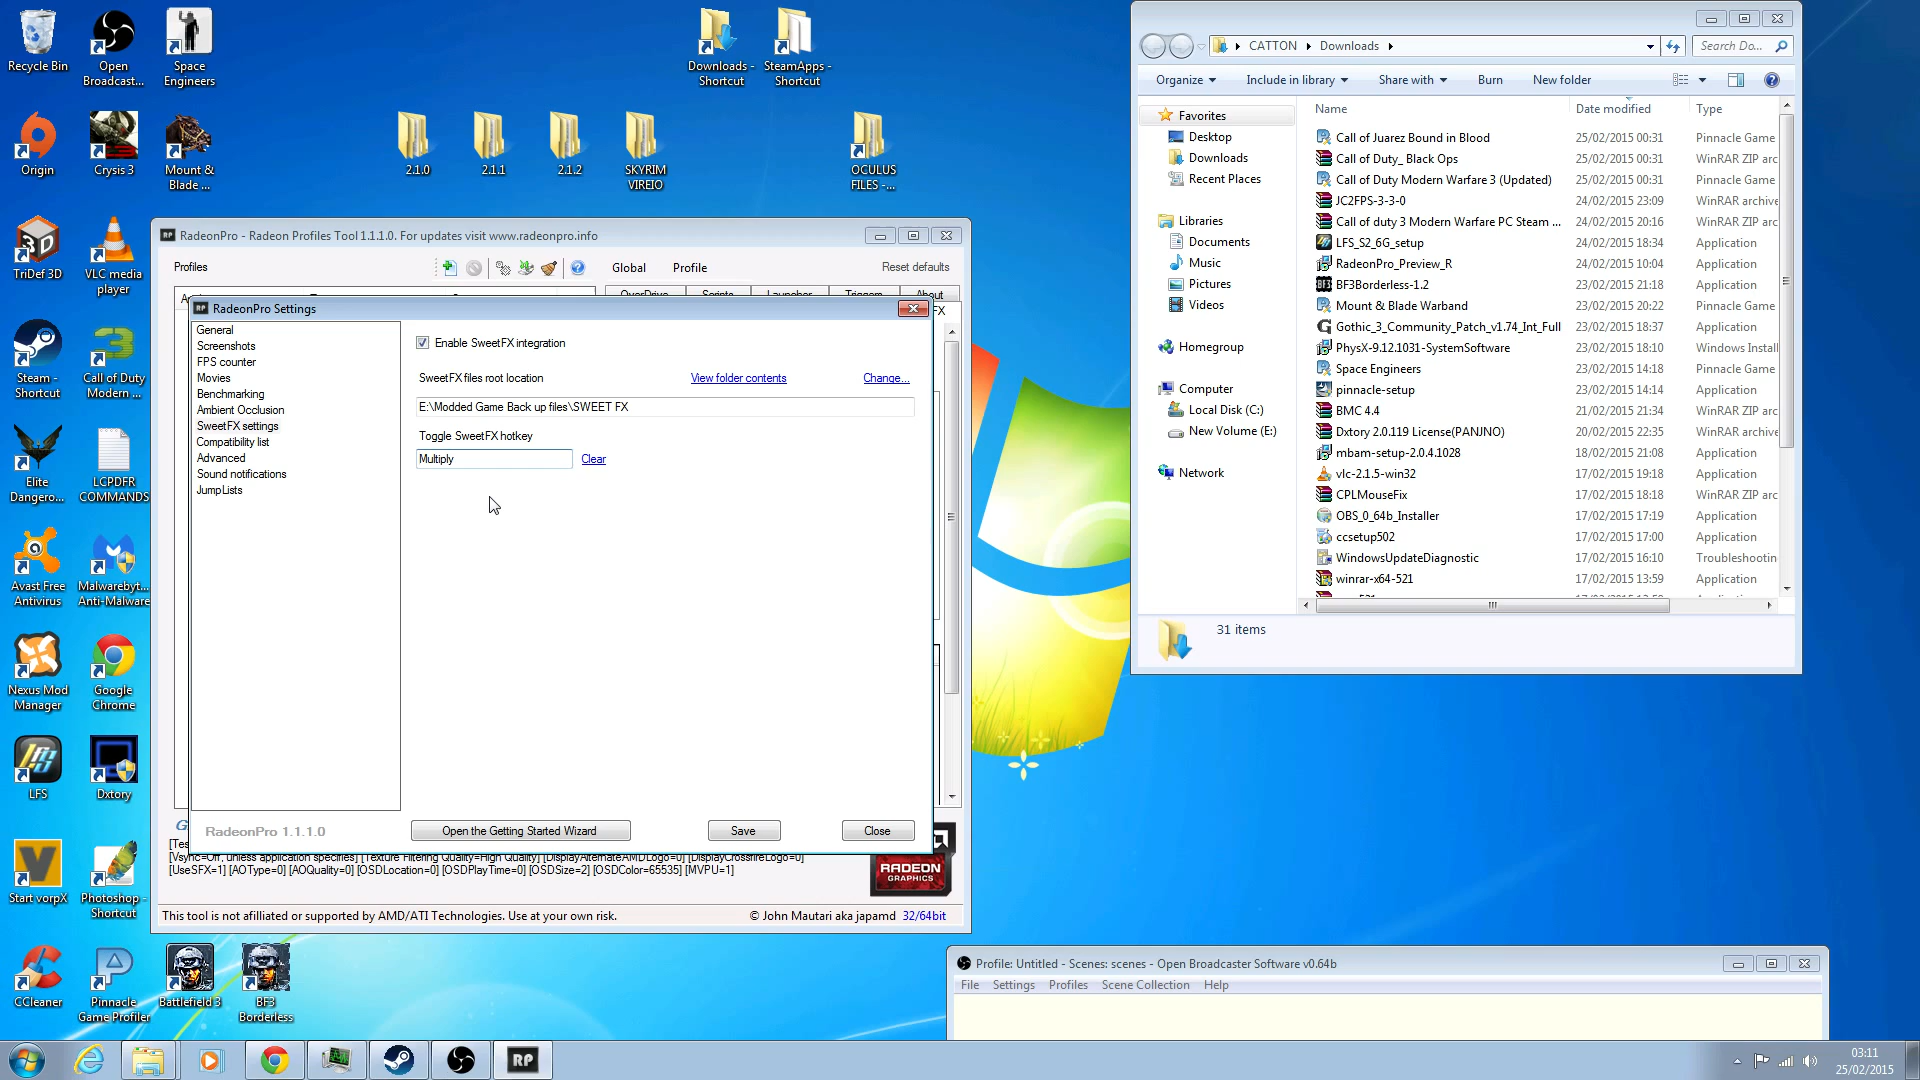 Recycle Bin
Open Broadcast...
Space Engineers
Downloads - Shortcut
SteamApps - Shortcut
Origin
Crysis 3
Mount & Blade ...
2.1.0
2.1.1
2.1.2
SKYRIM VIREIO
OCULUS FILES -...
TriDef 3D
VLC media player
Steam - Shortcut
Call of Duty Modern ...
Elite Dangero...
LCPDFR COMMANDS
Avast Free Antivirus
Malwarebyt... Anti-Malware
Nexus Mod Manager
Google Chrome
LFS
Dxtory
Start vorpX
Photoshop - Shortcut
CCleaner
Pinnacle Game Profiler
Battlefield 3
BF3 Borderless
RadeonPro - Radeon Profiles Tool 1.1.1.0. For updates visit www.radeonpro.info
Profiles
Global
Profile
Reset defaults
OverDrive
Scripts
Launcher
Triggers
About
FX
RP RadeonPro Settings
General
Screenshots
FPS counter
Movies
Benchmarking
Ambient Occlusion
SweetFX settings
Compatibility list
Advanced
Sound notifications
JumpLists
Enable SweetFX integration
SweetFX files root location
View folder contents
Change...
E:\Modded Game Back up files\SWEET FX
Toggle SweetFX hotkey
Multiply
Clear
RadeonPro 1.1.1.0
Open the Getting Started Wizard
Save
Close
[Vsync=Off, unless application specifies] [Texture Filtering Quality=High Quality] [DisplayAlternateAMDLogo=0] [DisplayCrossfireLogo=0]
[UseSFX=1] [AOType=0] [AOQuality=0] [OSDLocation=0] [OSDPlayTime=0] [OSDSize=2] [OSDColor=65535] [MVPU=1]
RADEON
GRAPHICS
This tool is not afilliated or supported by AMD/ATI Technologies. Use at your own risk.
© John Mautari aka japamd 32/64bit
CATTON
Downloads
Search Do...
Organize
Include in library
Share with
Burn
New folder
Favorites
Desktop
Downloads
Recent Places
Libraries
Documents
Music
Pictures
Videos
Homegroup
Computer
Local Disk (C:)
New Volume (E:)
Network
Name Date modified Type
Call of Juarez Bound in Blood 25/02/2015 00:31 Pinnacle Game
Call of Duty_ Black Ops 25/02/2015 00:31 WinRAR ZIP arc
Call of Duty Modern Warfare 3 (Updated) 25/02/2015 00:31 Pinnacle Game
JC2FPS-3-3-0 24/02/2015 23:09 WinRAR archive
Call of duty 3 Modern Warfare PC Steam ... 24/02/2015 20:16 WinRAR ZIP arc
LFS_S2_6G_setup 24/02/2015 18:34 Application
RadeonPro_Preview_R 24/02/2015 10:04 Application
BF3Borderless-1.2 23/02/2015 21:18 Application
Mount & Blade Warband 23/02/2015 20:22 Pinnacle Game
Gothic_3_Community_Patch_v1.74_Int_Full 23/02/2015 18:37 Application
PhysX-9.12.1031-SystemSoftware 23/02/2015 18:10 Windows Install
Space Engineers 23/02/2015 14:18 Pinnacle Game
pinnacle-setup 23/02/2015 14:14 Application
BMC 4.4 21/02/2015 21:34 WinRAR ZIP arc
Dxtory 2.0.119 License(PANJNO) 20/02/2015 22:35 WinRAR archive
mbam-setup-2.0.4.1028 18/02/2015 21:08 Application
vlc-2.1.5-win32 17/02/2015 19:18 Application
CPLMouseFix 17/02/2015 18:18 WinRAR ZIP arc
OBS_0_64b_Installer 17/02/2015 17:19 Application
ccsetup502 17/02/2015 17:00 Application
WindowsUpdateDiagnostic 17/02/2015 16:10 Troubleshootin
winrar-x64-521 17/02/2015 13:59 Application
31 items
Profile: Untitled - Scenes: scenes - Open Broadcaster Software v0.64b
File Settings Profiles Scene Collection Help
RP
03:11
25/02/2015